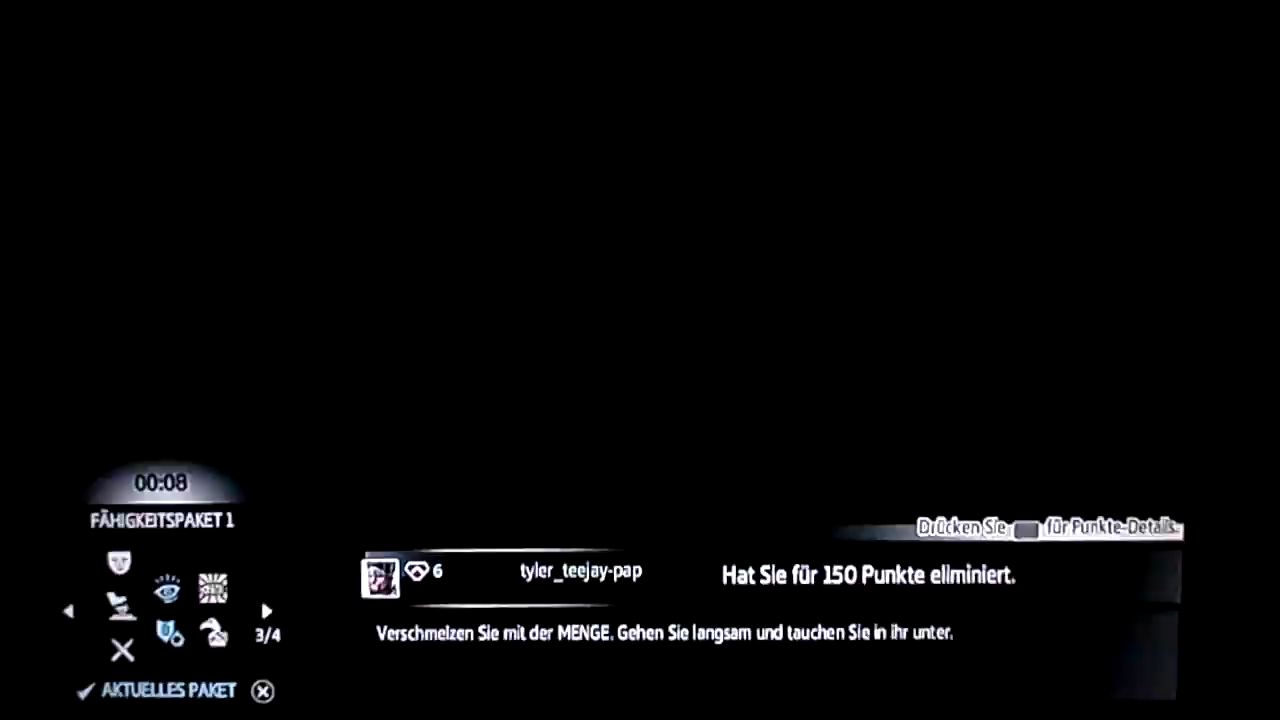 00:08
FÄHIGKEITSPAKET 1
3/4
AKTUELLES PAKET
Drücken Sie für Punkte-Details.
6 tyler_teejay-pap Hat Sie für 150 Punkte eliminiert.
Verschmelzen Sie mit der MENGE. Gehen Sie langsam und tauchen Sie in ihr unter.